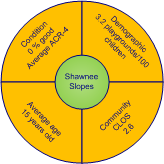 Condition
0 % good
Average ACR-4
Demographic
3.2 playgrounds/100
children
Shawnee
Slopes
Average age
15 years old
Community
CLOS
2.6